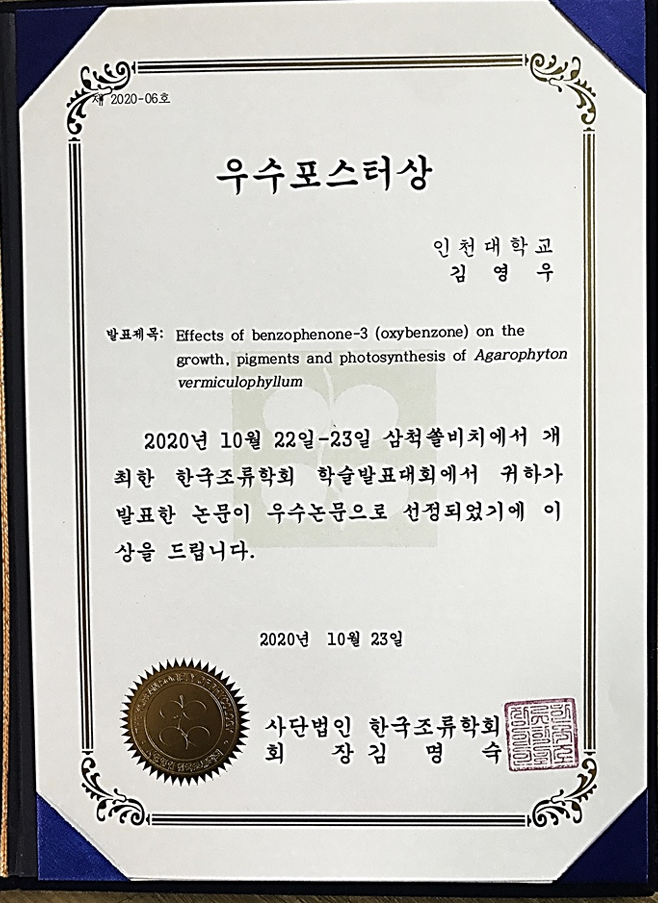 제 2020-06호
우수포스터상
인천대학교
김 영 우
발표제목: Effects of benzophenone-3 (oxybenzone) on the
growth, pigments and photosynthesis of Agarophyton
vermiculophyllum
2020년 10월 22일-23일 삼척쏠비치에서 개
최한 한국조류학회 학술발표대회에서 귀하가
발표한 논문이 우수논문으로 선정되었기에 이
상을 드립니다.
2020년 10월 23일
사단법인 한국조류학회
회 장 김 명 숙
KOREAN SOCIETY OF PHYCOLOGY